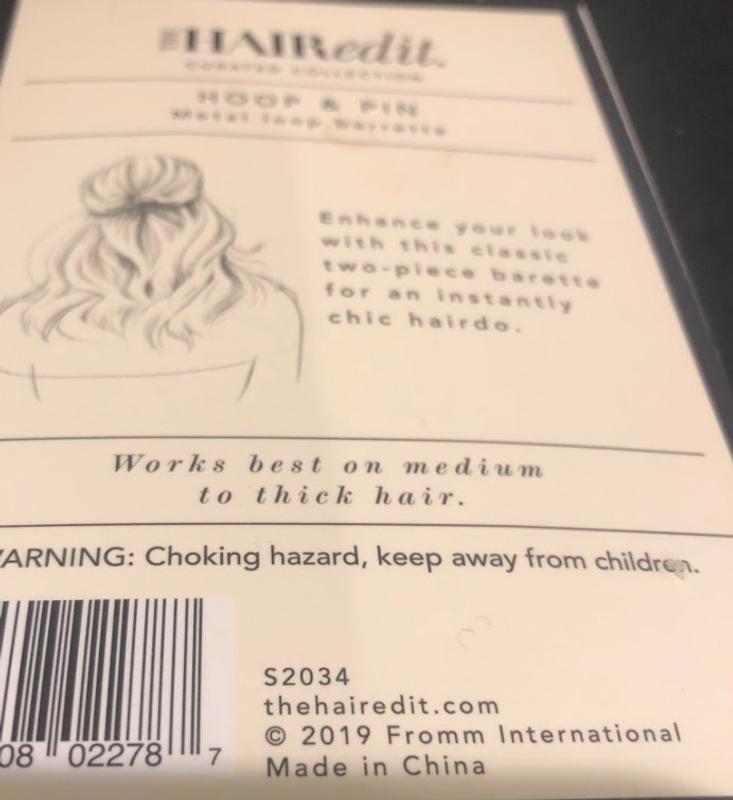 THE HAIRedit.
CURATED COLLECTION
HOOP & PIN
Metal loop barrette
Enhance your look
with this classic
two-piece barette
for an instantly
chic hairdo.
Works best on medium
to thick hair.
WARNING: Choking hazard, keep away from children.
S2034
thehairedit.com
© 2019 Fromm International
Made in China
08 02278 7